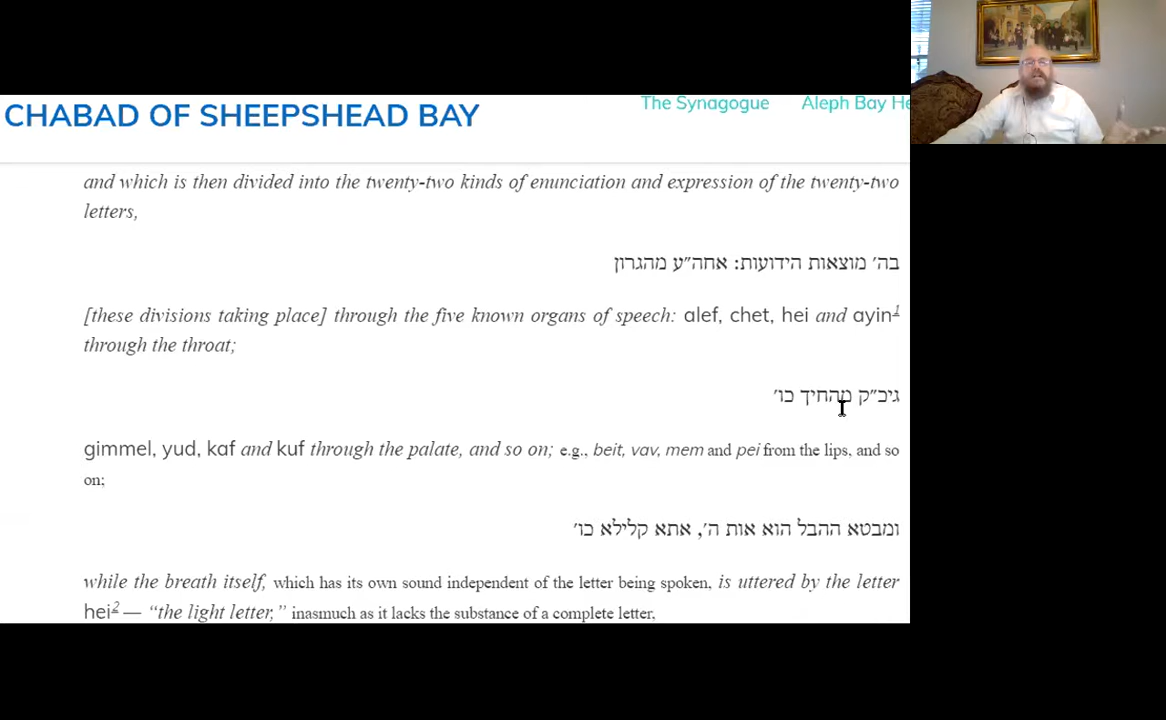 CHABAD OF SHEEPSHEAD BAY
The Synagogue Aleph Bay He
and which is then divided into the twenty-two kinds of enunciation and expression of the twenty-two
letters,
בה׳ מוצאות הידועות: אחה״ע מהגרון
[these divisions taking place] through the five known organs of speech: alef, chet, hei and ayin1
through the throat;
גיכ״ק מהחיך כו׳
gimmel, yud, kaf and kuf through the palate, and so on; e.g., beit, vav, mem and pei from the lips, and so
on;
ומבטא ההבל הוא אות ה׳, אתא קלילא כו׳
while the breath itself, which has its own sound independent of the letter being spoken, is uttered by the letter
hei2 — “the light letter,” inasmuch as it lacks the substance of a complete letter.